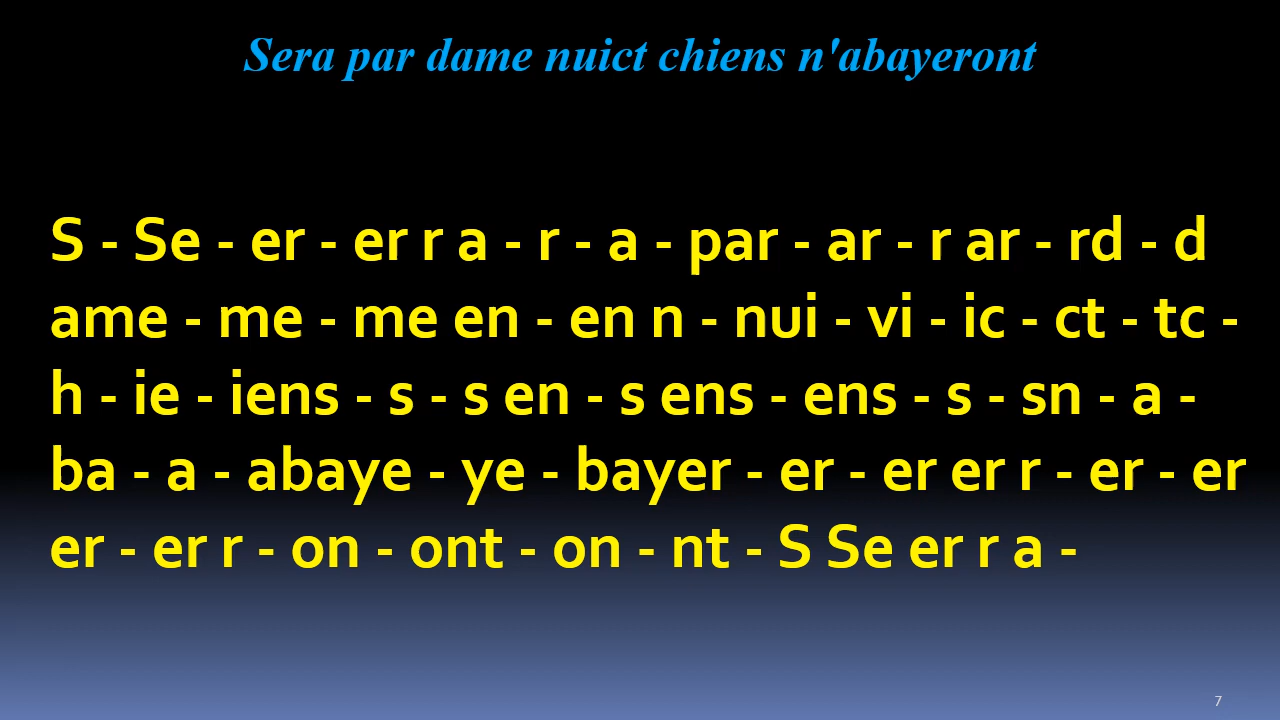 Sera par dame nuict chiens n'abayeront
S - Se - er - er r a - r - a - par - ar - r ar - rd - d
ame - me - me en - en n - nui - vi - ic - ct - tc -
h - ie - iens - s - s en - s ens - ens - s - sn - a -
ba - a - abaye - ye - bayer - er - er er r - er - er
er - er r - on - ont - on - nt - S Se er r a -
7